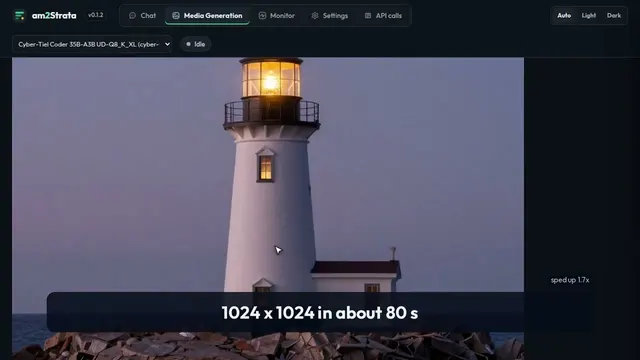 am2Strata v0.1.2 Chat Media Generation Monitor Settings API calls Auto Light Dark
Cyber-Tiel Coder 35B-A3B UD-Q8_K_XL (cyber- Idle
sped up 1.7x
1024 x 1024 in about 80 s